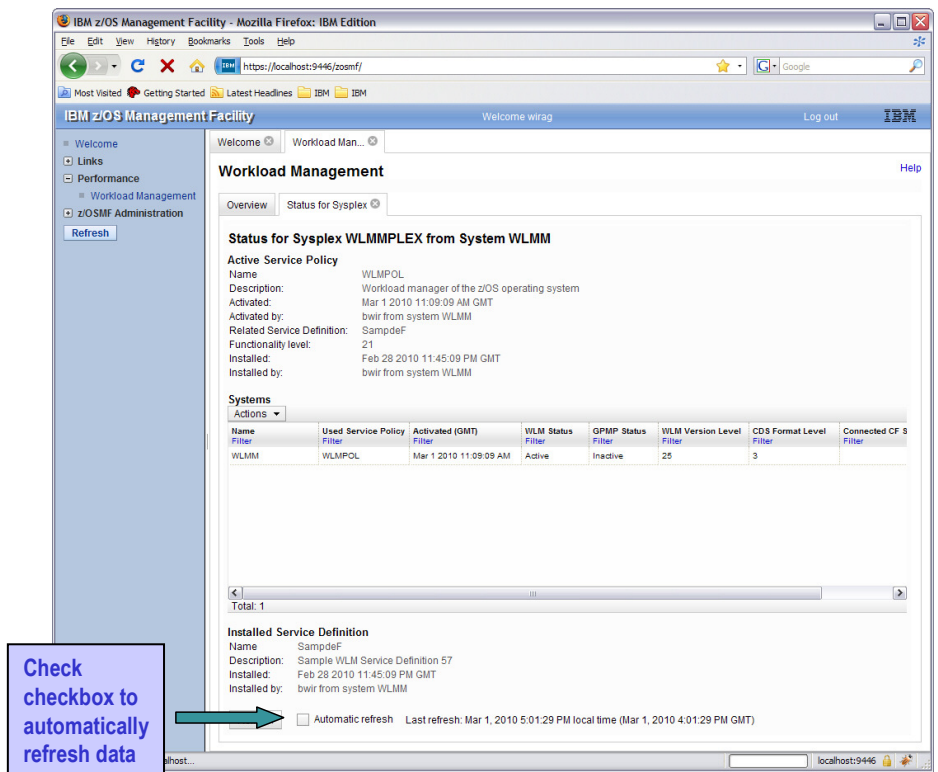 IBM z/OS Management Facility - Mozilla Firefox: IBM Edition
File Edit View History Bookmarks Tools Help
IBM https://localhost:9446/zosmf/ G Google
Most Visited Getting Started Latest Headlines IBM IBM
IBM z/OS Management Facility Welcome wirag Log out IBM
Welcome
Links
Performance
Workload Management
z/OSMF Administration
Refresh
Welcome Workload Man...
Workload Management Help
Overview Status for Sysplex
Status for Sysplex WLMMPLEX from System WLMM
Active Service Policy
Name WLMPOL
Description: Workload manager of the z/OS operating system
Activated: Mar 1 2010 11:09:09 AM GMT
Activated by: bwir from system WLMM
Related Service Definition: SampdeF
Functionality level: 21
Installed: Feb 28 2010 11:45:09 PM GMT
Installed by: bwir from system WLMM
Systems
Actions
Name Used Service Policy Activated (GMT) WLM Status GPMP Status WLM Version Level CDS Format Level Connected CF S
Filter Filter Filter Filter Filter Filter Filter Filter
WLMM WLMPOL Mar 1 2010 11:09:09 AM Active Inactive 25 3
Total: 1
Installed Service Definition
Name SampdeF
Description: Sample WLM Service Definition 57
Installed: Feb 28 2010 11:45:09 PM GMT
Installed by: bwir from system WLMM
Automatic refresh Last refresh: Mar 1, 2010 5:01:29 PM local time (Mar 1, 2010 4:01:29 PM GMT)
Check
checkbox to
automatically
refresh data
alhost... localhost:9446